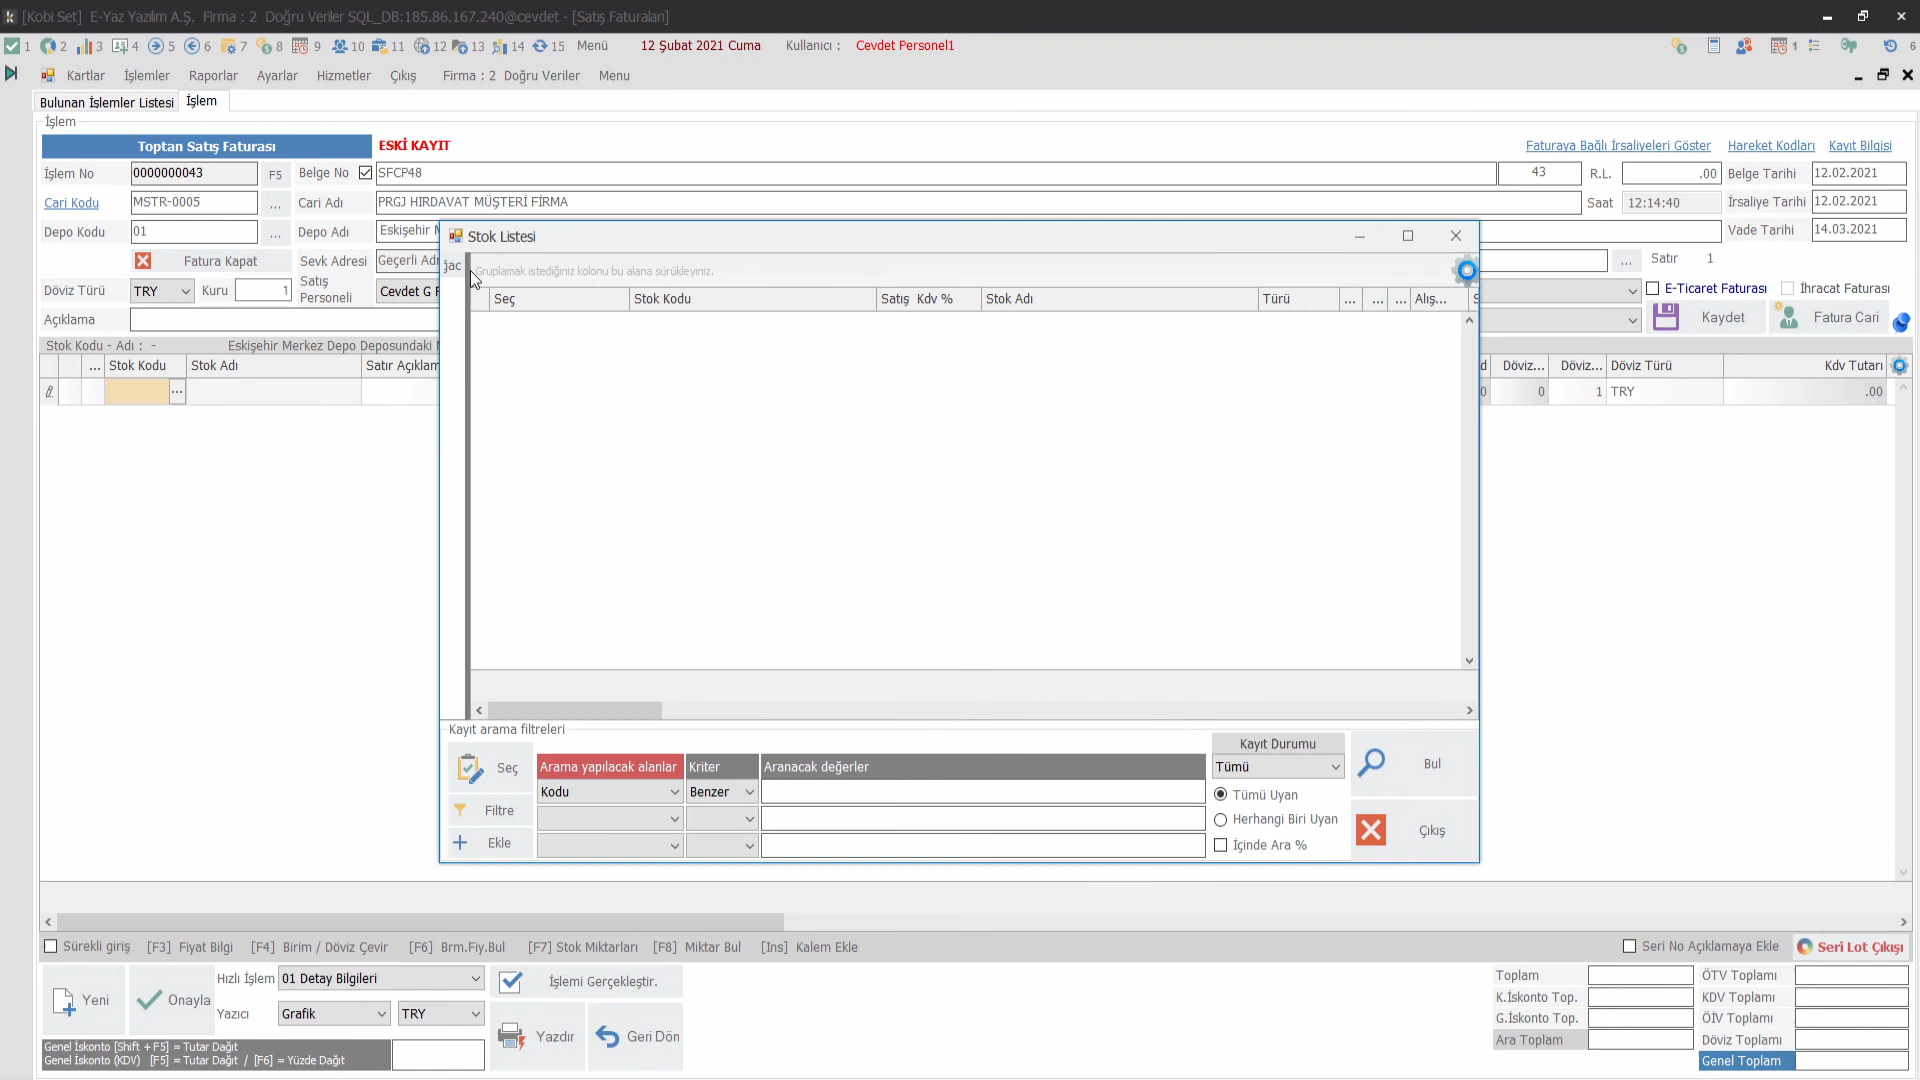 [Kobi Set] E-Yaz Yazılım A.Ş. Firma : 2 Doğru Veriler SQL_DB:185.86.167.240@cevdet - [Satış Faturaları]
1 2 3 4 5 6 7 8 9 10 11 12 13 14 15 Menü 12 Şubat 2021 Cuma Kullanıcı : Cevdet Personel1 1 6
Kartlar İşlemler Raporlar Ayarlar Hizmetler Çıkış Firma : 2 Doğru Veriler Menu
Bulunan İşlemler Listesi İşlem
İşlem
Toptan Satış Faturası ESKİ KAYIT Faturaya Bağlı İrsaliyeleri Göster Hareket Kodları Kayıt Bilgisi
İşlem No 0000000043 F5 Belge No SFCP48 43 R.L. .00 Belge Tarihi 12.02.2021
Cari Kodu MSTR-0005 ... Cari Adı PRGJ HIRDAVAT MÜŞTERİ FİRMA Saat 12:14:40 İrsaliye Tarihi 12.02.2021
Depo Kodu 01 ... Depo Adı Eskişehir Vade Tarihi 14.03.2021
Fatura Kapat Sevk Adresi Geçerli ... Satır 1
Döviz Türü TRY Kuru 1 Satış Personeli Cevdet G E-Ticaret Faturası İhracat Faturası
Açıklama Kaydet Fatura Cari
Stok Kodu - Adı : - Eskişehir Merkez Depo Deposundaki
... Stok Kodu Stok Adı Satır Açıklam Döviz... Döviz... Döviz Türü Kdv Tutarı
... 0 1 TRY .00
Stok Listesi
Gruplamak istediğiniz kolonu bu alana sürükleyiniz.
Seç Stok Kodu Satış Kdv % Stok Adı Türü ... ... ... Alış...
Kayıt arama filtreleri
Seç Arama yapılacak alanlar Kriter Aranacak değerler Kayıt Durumu Bul
Kodu Benzer Tümü
Filtre Tümü Uyan
Ekle Herhangi Biri Uyan Çıkış
İçinde Ara %
Sürekli giriş [F3] Fiyat Bilgi [F4] Birim / Döviz Çevir [F6] Brm.Fiy.Bul [F7] Stok Miktarları [F8] Miktar Bul [Ins] Kalem Ekle Seri No Açıklamaya Ekle Seri Lot Çıkışı
Yeni Onayla Hızlı İşlem 01 Detay Bilgileri İşlemi Gerçekleştir. Toplam ÖTV Toplamı
K.İskonto Top. KDV Toplamı
Yazıcı Grafik TRY Yazdır Geri Dön G.İskonto Top. ÖİV Toplamı
Ara Toplam Döviz Toplamı
Genel İskonto [Shift + F5] = Tutar Dağıt
Genel İskonto (KDV) [F5] = Tutar Dağıt / [F6] = Yüzde Dağıt Genel Toplam